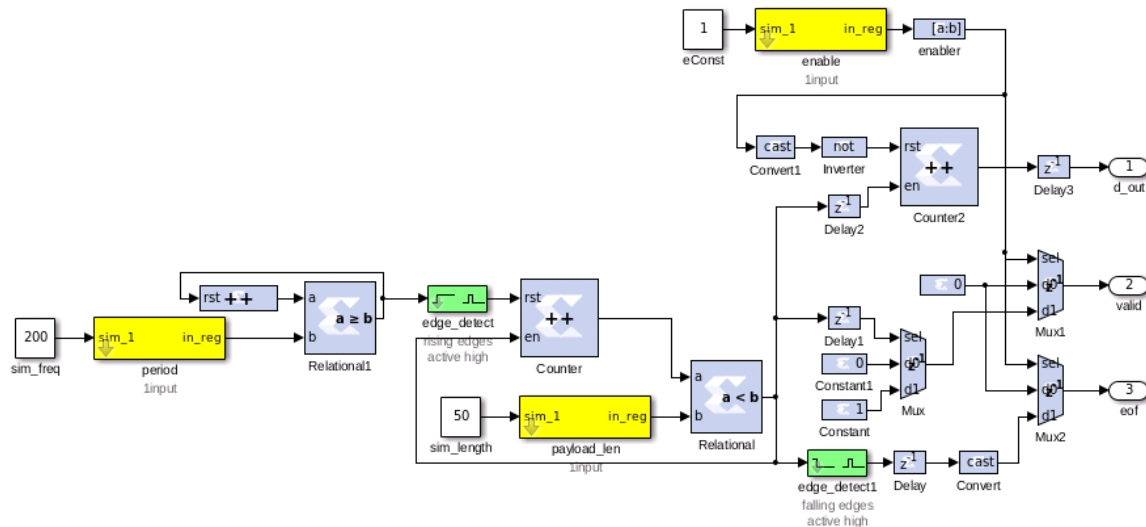 1
eConst
sim_1
in_reg
enable
1input
[a:b]
enabler
cast
Convert1
not
Inverter
rst
en
++
Counter2
z-1
Delay2
z-1
Delay3
1
d_out
200
sim_freq
sim_1
in_reg
period
1input
rst ++
a
b
a ≥ b
Relational1
edge_detect
rising edges
active high
rst
en
++
Counter
50
sim_length
sim_1
in_reg
payload_len
1input
a
b
a < b
Relational
z-1
Delay1
0
Constant1
1
Constant
sel
d0
d1
z-1
Mux
0
sel
d0
d1
z-1
Mux1
2
valid
sel
d0
d1
z-1
Mux2
3
eof
edge_detect1
falling edges
active high
z-1
Delay
cast
Convert